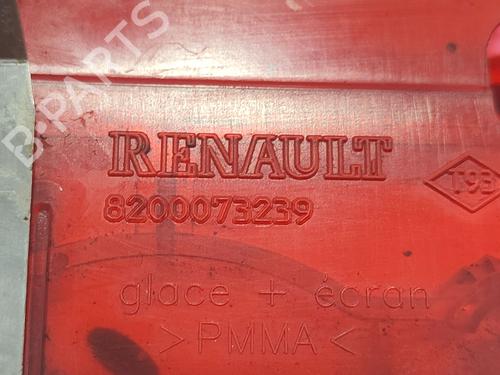 B-PARTS
RENAULT
T93
8200073239
glace + écran
>PMMA<